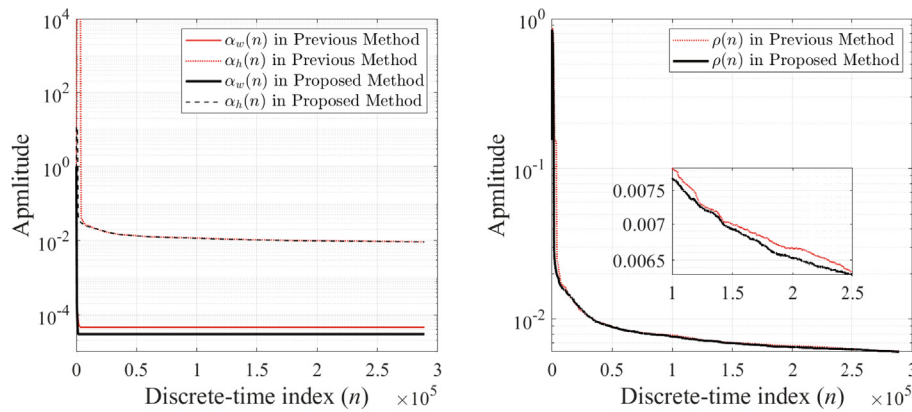 10^4
α_w(n) in Previous Method
α_h(n) in Previous Method
α_w(n) in Proposed Method
α_h(n) in Proposed Method
10^2
10^0
10^-2
10^-4
Apmlitude
0 0.5 1 1.5 2 2.5 3
Discrete-time index (n) ×10^5
10^0
ρ(n) in Previous Method
ρ(n) in Proposed Method
10^-1
10^-2
Apmlitude
0.0075
0.007
0.0065
1 1.5 2 2.5
0 0.5 1 1.5 2 2.5 3
Discrete-time index (n) ×10^5